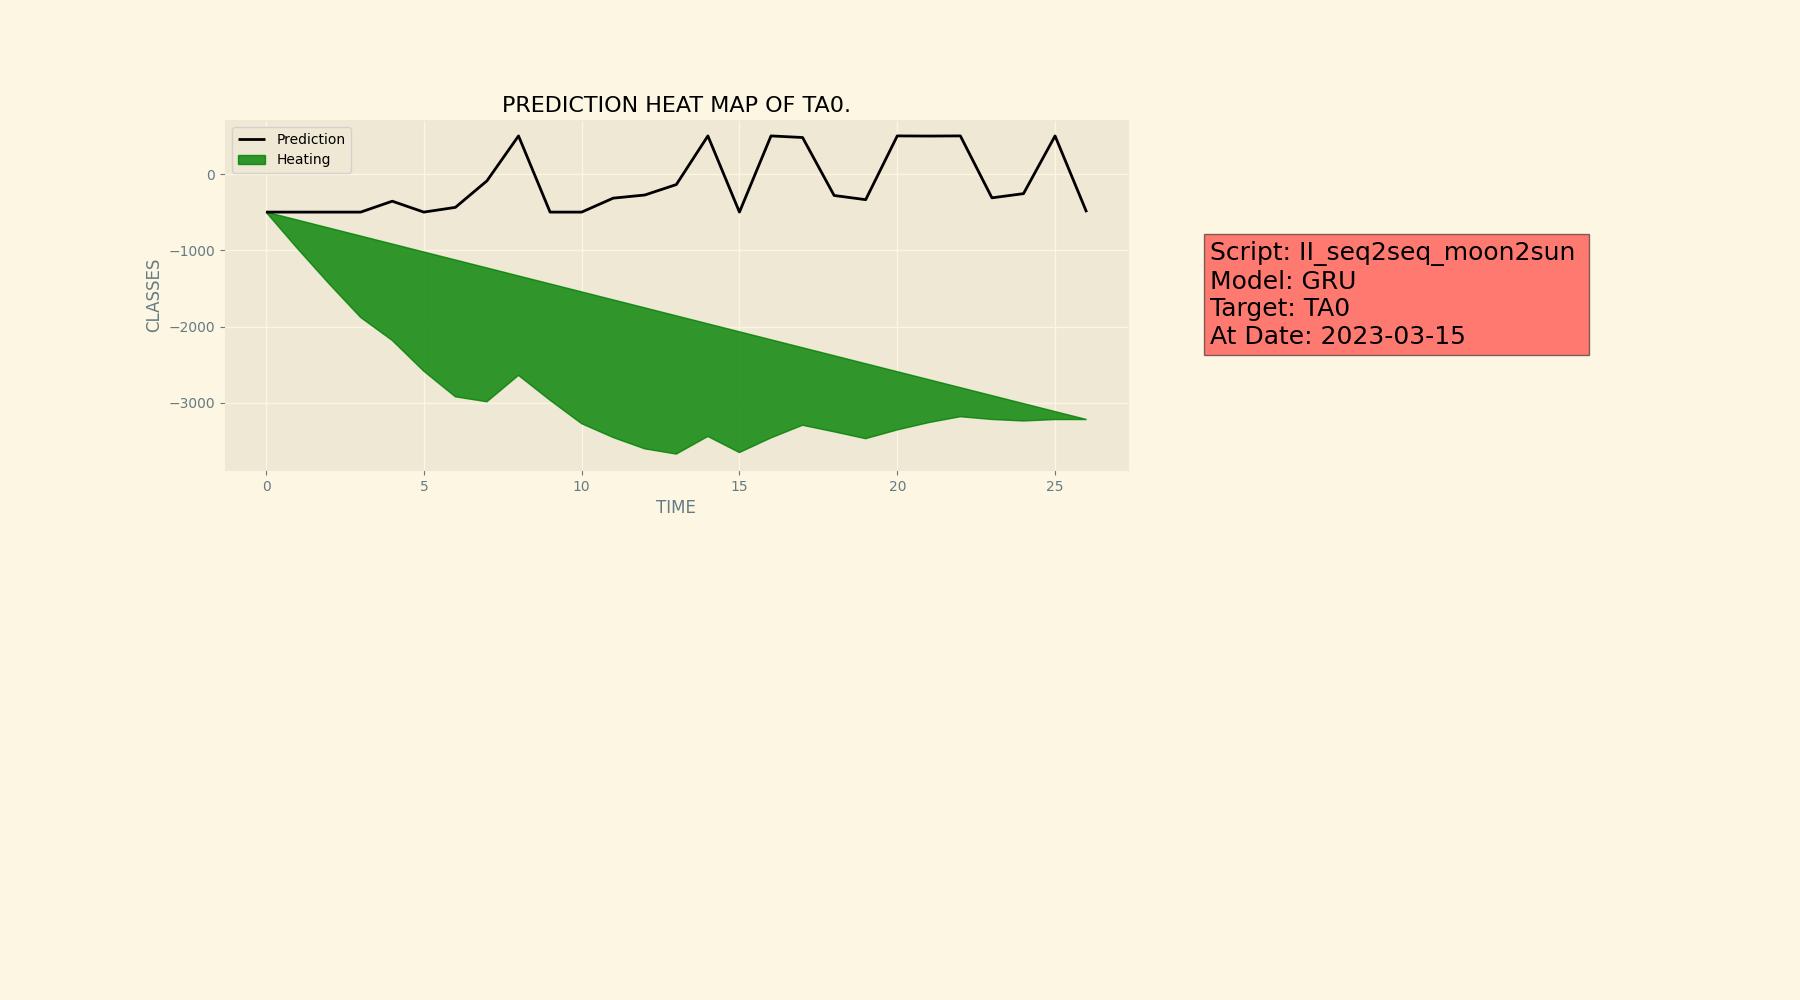 PREDICTION HEAT MAP OF TA0.
Prediction
Heating
0
−1000
−2000
−3000
CLASSES
0 5 10 15 20 25
TIME
Script: II_seq2seq_moon2sun
Model: GRU
Target: TA0
At Date: 2023-03-15